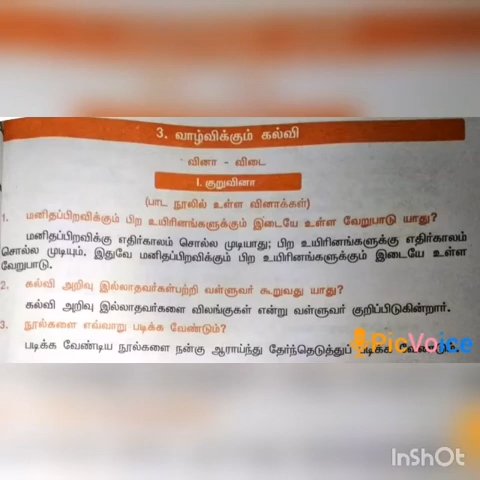 3. வாழ்விக்கும் கல்வி
வினா - விடை
I. குறுவினா
(பாட நூலில் உள்ள வினாக்கள்)
1. மனிதப்பிறவிக்கும் பிற உயிரினங்களுக்கும் இடையே உள்ள வேறுபாடு யாது?
மனிதப்பிறவிக்கு எதிர்காலம் சொல்ல முடியாது; பிற உயிரினங்களுக்கு எதிர்காலம்
சொல்ல முடியும், இதுவே மனிதப்பிறவிக்கும் பிற உயிரினங்களுக்கும் இடையே உள்ள
வேறுபாடு.
2. கல்வி அறிவு இல்லாதவர்கள்பற்றி வள்ளுவர் கூறுவது யாது?
கல்வி அறிவு இல்லாதவர்களை விலங்குகள் என்று வள்ளுவர் குறிப்பிடுகின்றார்.
3. நூல்களை எவ்வாறு படிக்க வேண்டும்?
படிக்க வேண்டிய நூல்களை நன்கு ஆராய்ந்து தேர்ந்தெடுத்துப் படிக்க வேண்டும்.
PicVoice
InShOt